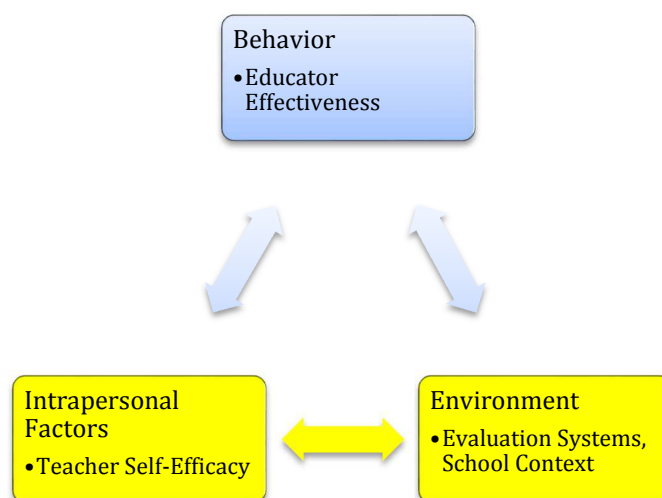 Behavior
•Educator
Effectiveness
Intrapersonal
Factors
•Teacher Self-Efficacy
Environment
•Evaluation Systems,
School Context